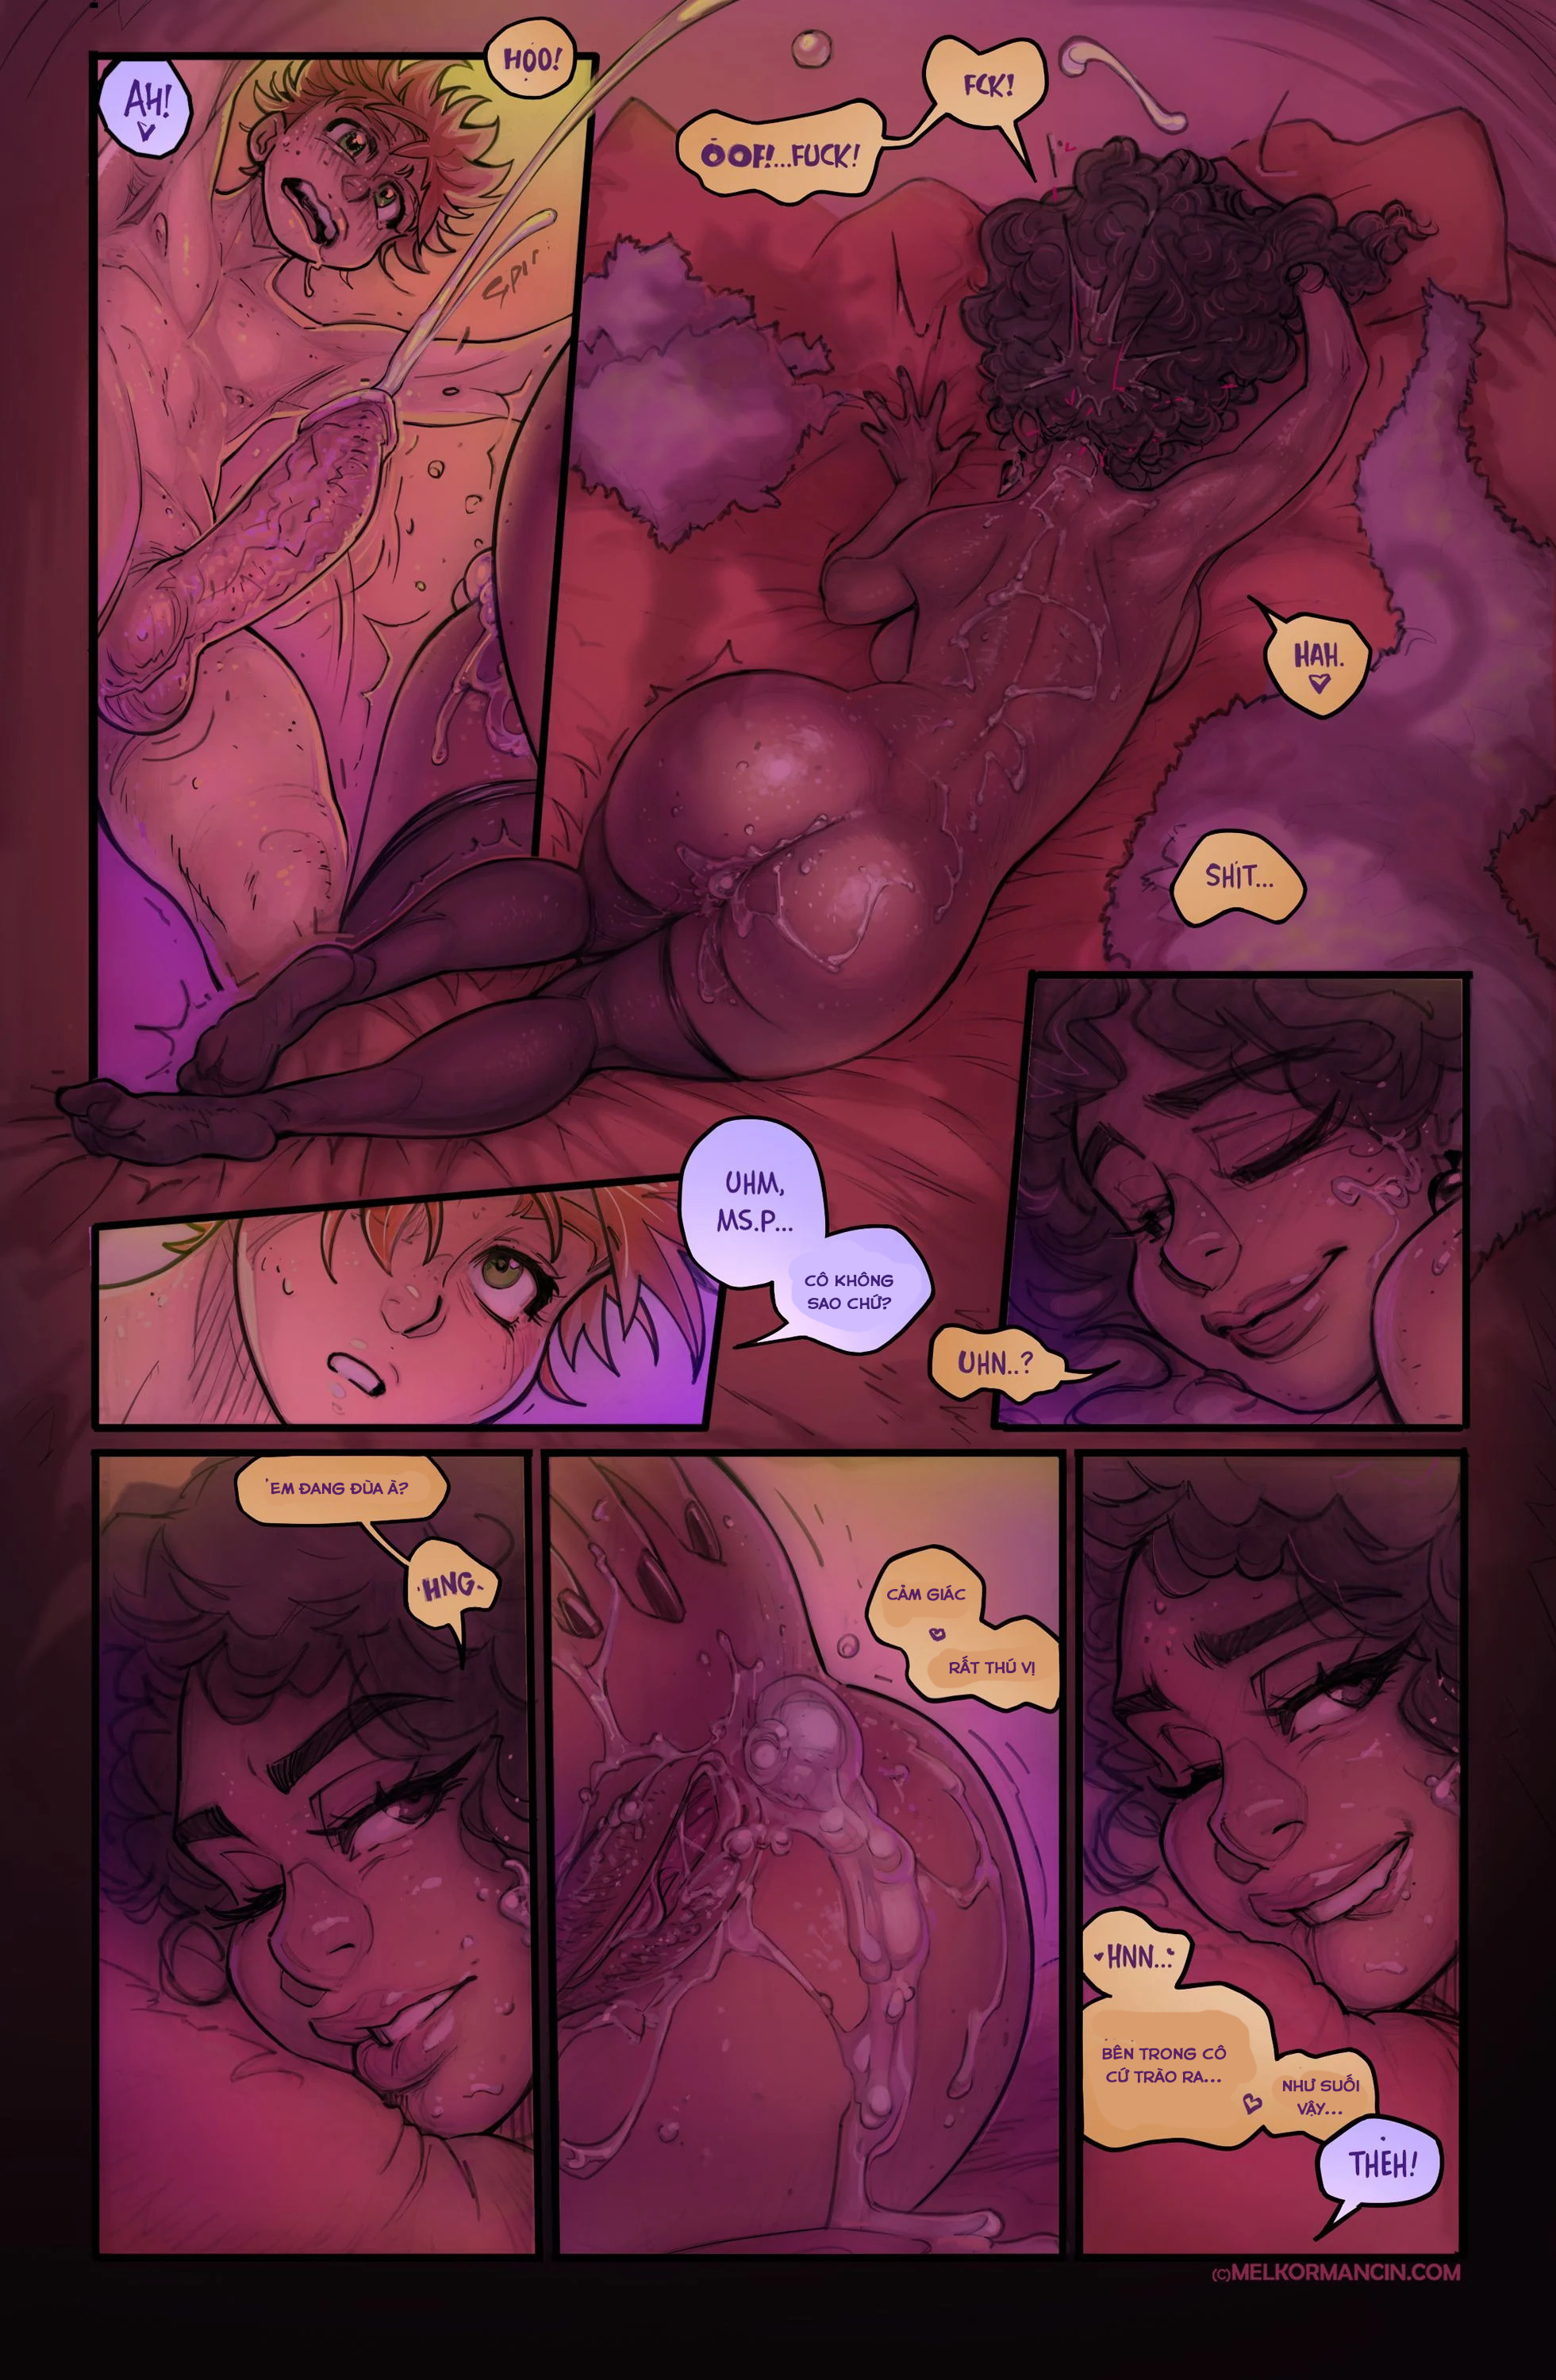 AH!
HOO!
FCK!
OOF!...FUCK!
HAH.
SHIT...
UHM,
MS.P...
CÔ KHÔNG
SAO CHỨ?
UHN..?
EM ĐANG ĐÙA À?
HNG
CẢM GIÁC
RẤT THÚ VỊ
HNN...
BÊN TRONG CÔ
CỨ TRÀO RA...
NHƯ SUỐI
VẬY...
THEH!
(C)MELKORMANCIN.COM